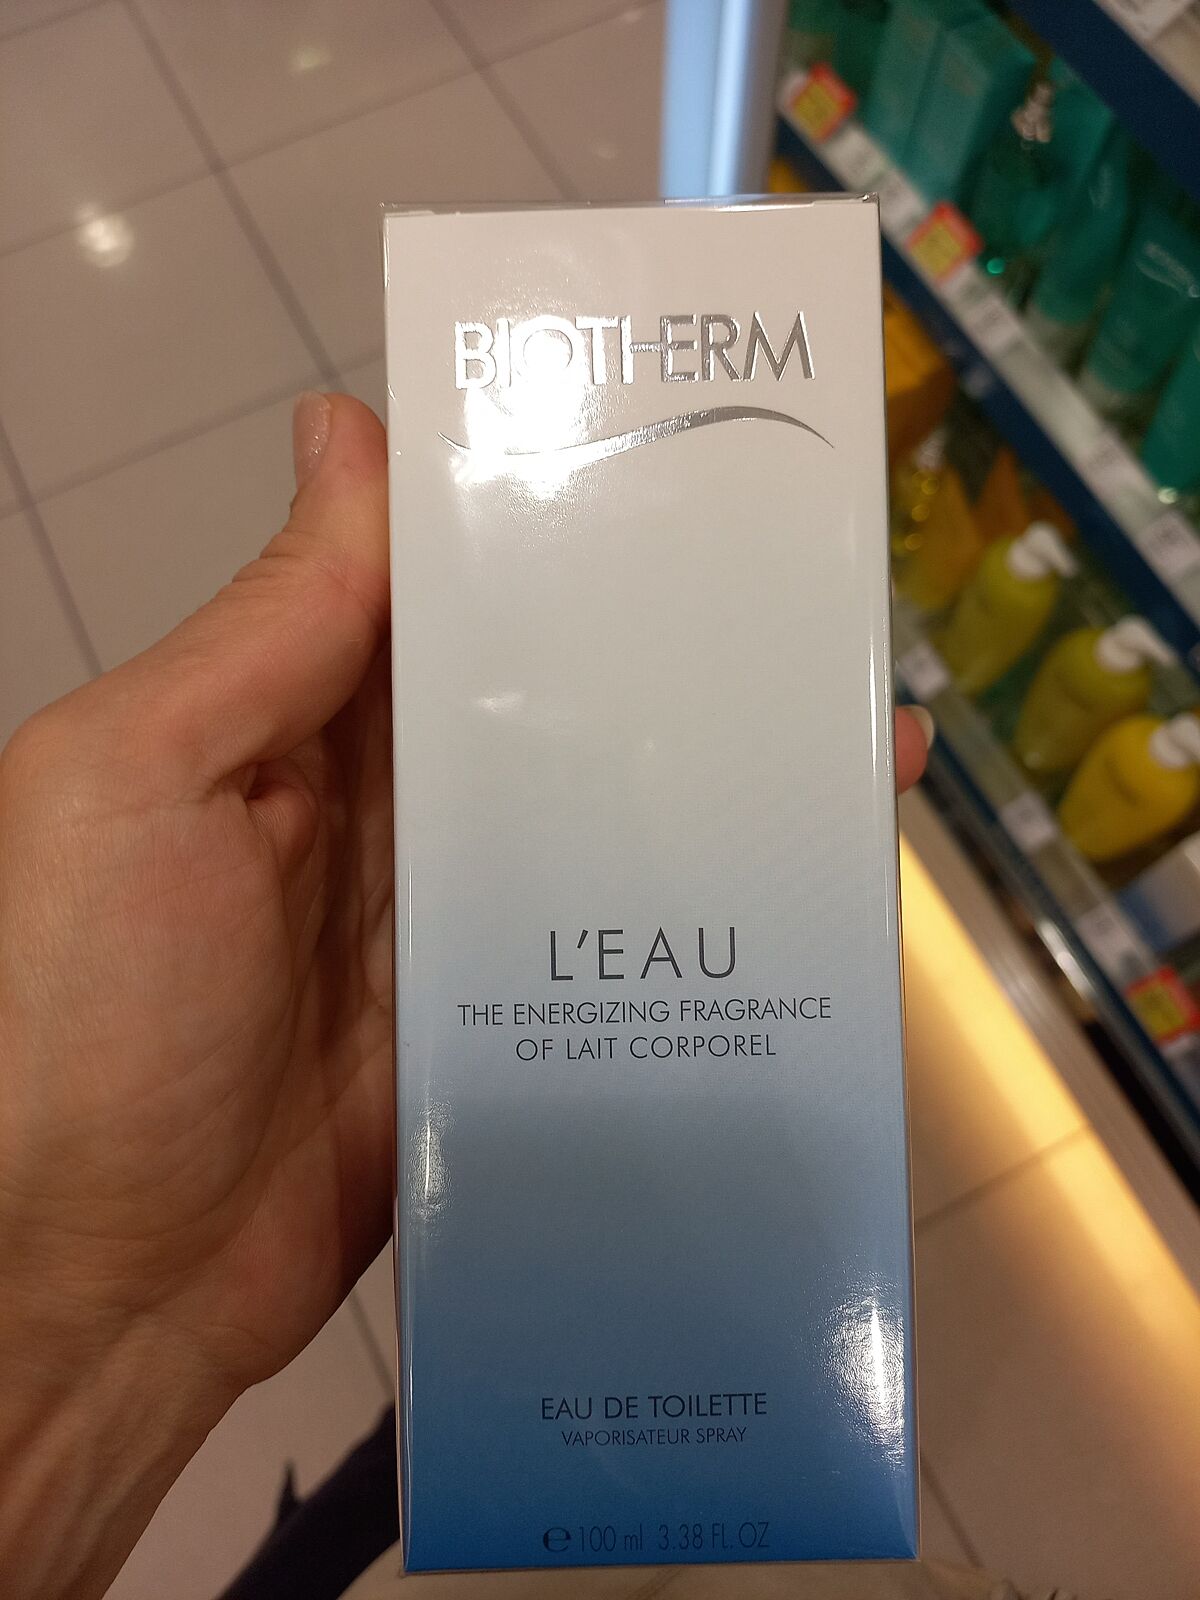 BIOTHERM
L'EAU
THE ENERGIZING FRAGRANCE
OF LAIT CORPOREL
EAU DE TOILETTE
VAPORISATEUR SPRAY
℮ 100 ml 3.38 FL. OZ